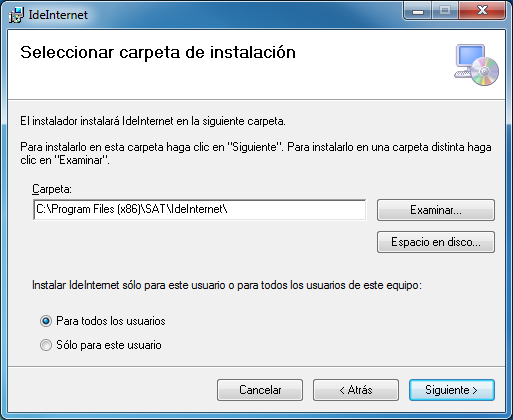 IdeInternet
Seleccionar carpeta de instalación
El instalador instalará IdeInternet en la siguiente carpeta.
Para instalarlo en esta carpeta haga clic en "Siguiente". Para instalarlo en una carpeta distinta haga
clic en "Examinar".
Carpeta:
C:\Program Files (x86)\SAT\IdeInternet\
Examinar...
Espacio en disco...
Instalar IdeInternet sólo para este usuario o para todos los usuarios de este equipo:
Para todos los usuarios
Sólo para este usuario
Cancelar
< Atrás
Siguiente >